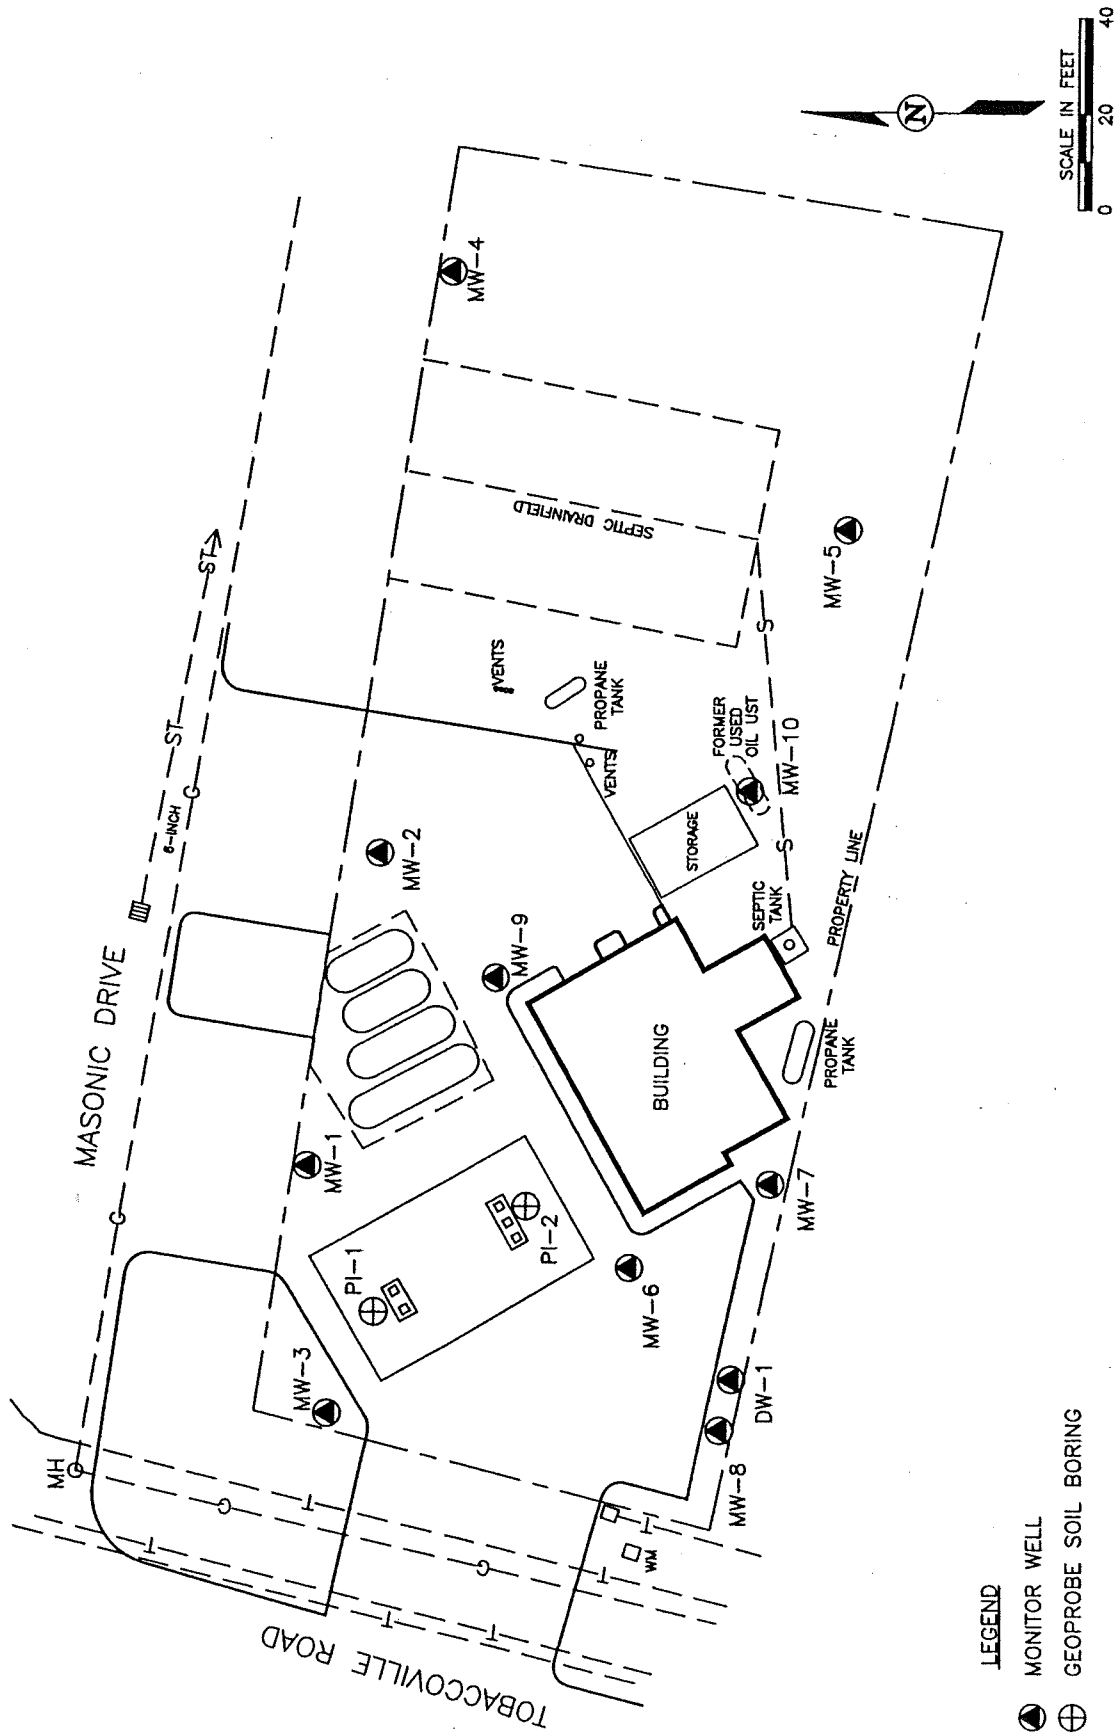 MASONIC DRIVE
TOBACCOVILLE ROAD
MH
G
G
G
G
6-INCH
ST
ST
T
T
T
T
T
T
WM
MW-1
MW-2
MW-3
MW-4
MW-5
MW-6
MW-7
MW-8
MW-9
MW-10
DW-1
PI-1
PI-2
SEPTIC DRAINFIELD
VENTS
PROPANE
TANK
VENTS
FORMER
USED
OIL UST
STORAGE
S
S
SEPTIC
TANK
PROPERTY LINE
BUILDING
PROPANE
TANK
N
SCALE IN FEET
0 20 40
LEGEND
MONITOR WELL
GEOPROBE SOIL BORING